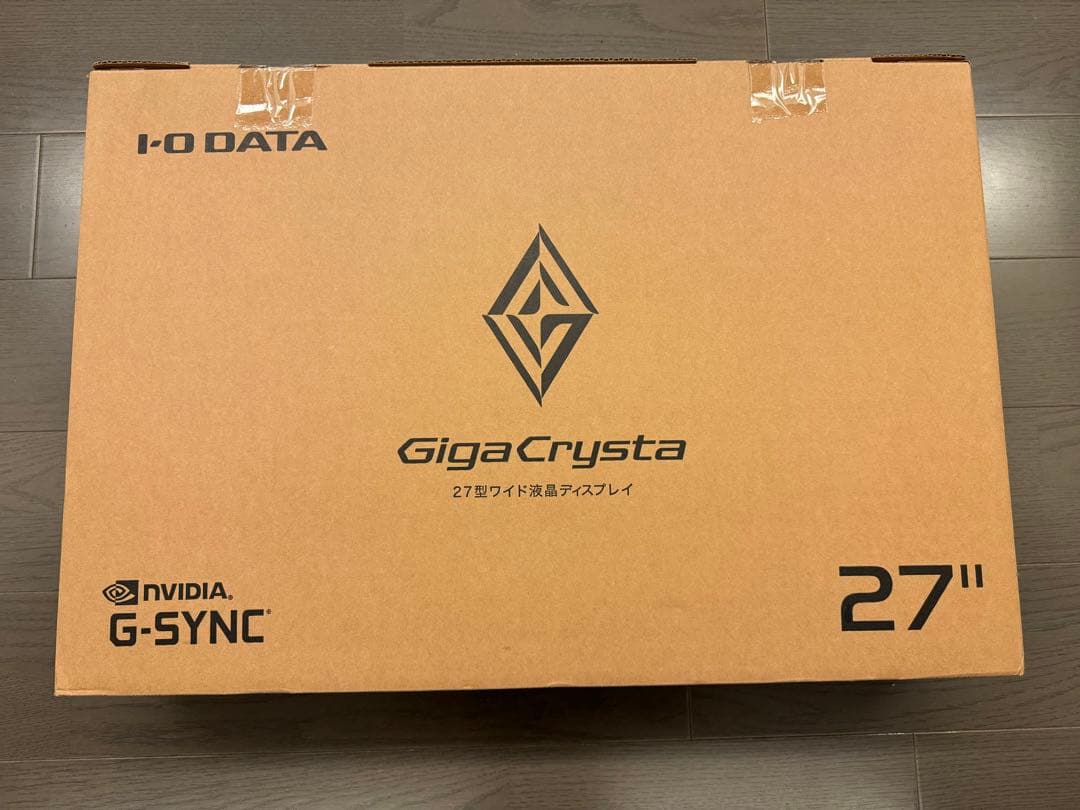 I-O DATA
GigaCrysta
27型ワイド液晶ディスプレイ
NVIDIA®
G-SYNC®
27"